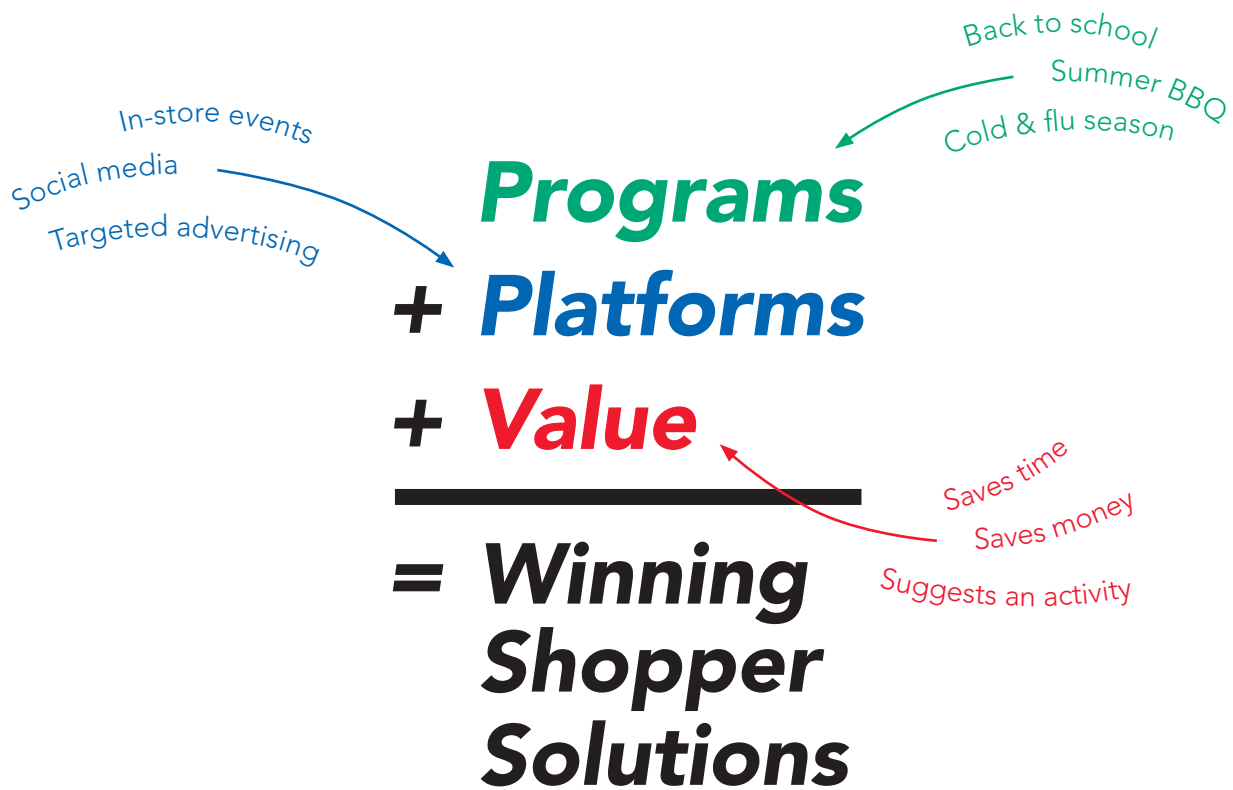 Back to school
Summer BBQ
Cold & flu season
In-store events
Social media
Targeted advertising
Programs
+ Platforms
+ Value
Saves time
Saves money
Suggests an activity
= Winning
Shopper
Solutions